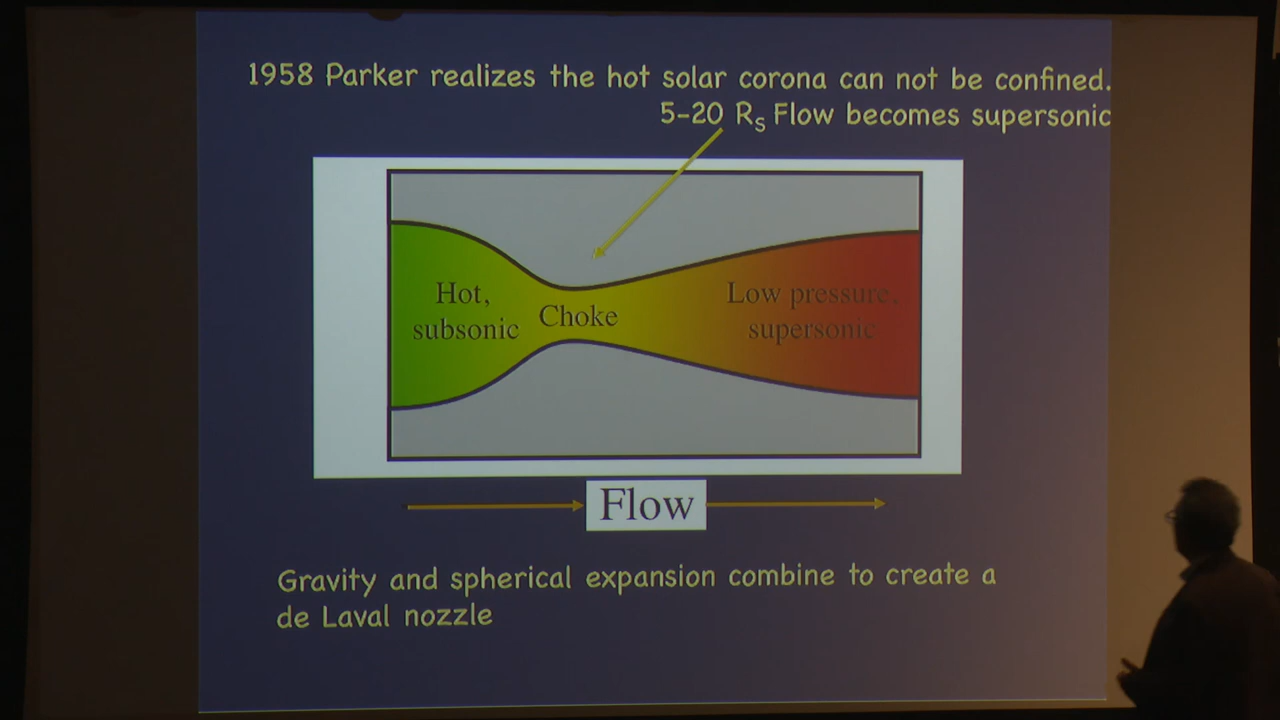 1958 Parker realizes the hot solar corona can not be confined.
5-20 Rs Flow becomes supersonic
Hot,
subsonic
Choke
Low pressure,
supersonic
Flow
Gravity and spherical expansion combine to create a
de Laval nozzle